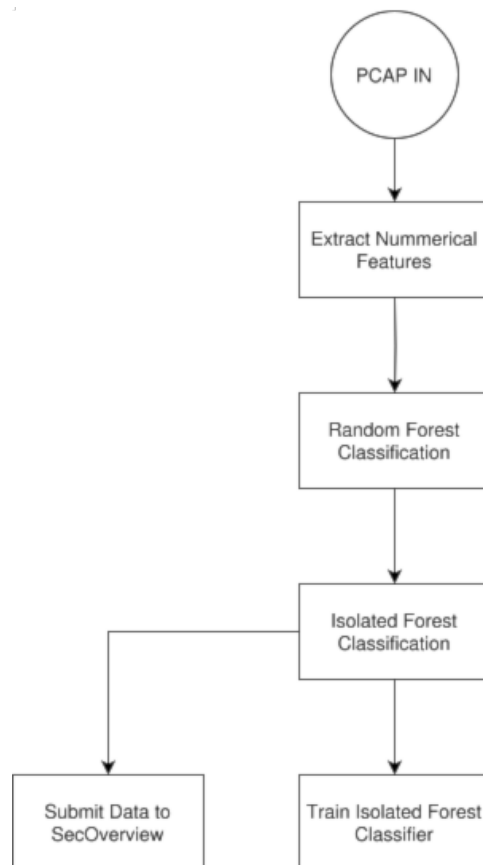 PCAP IN
Extract Nummerical
Features
Random Forest
Classification
Isolated Forest
Classification
Submit Data to
SecOverview
Train Isolated Forest
Classifier